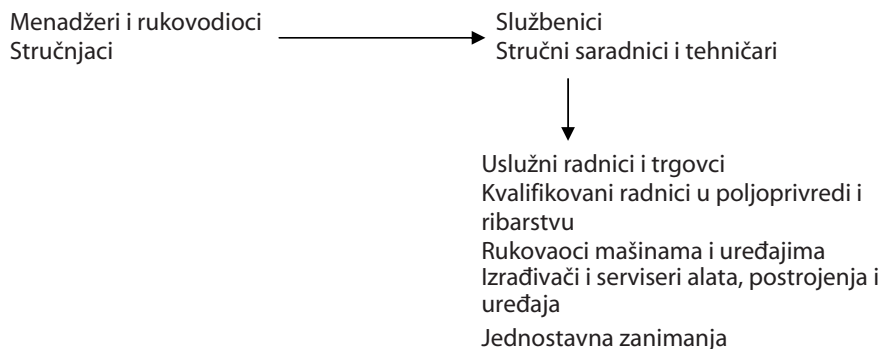 Menadžeri i rukovodioci
Stručnjaci
Službenici
Stručni saradnici i tehničari
Uslužni radnici i trgovci
Kvalifikovani radnici u poljoprivredi i
ribarstvu
Rukovaoci mašinama i uređajima
Izrađivači i serviseri alata, postrojenja i
uređaja
Jednostavna zanimanja